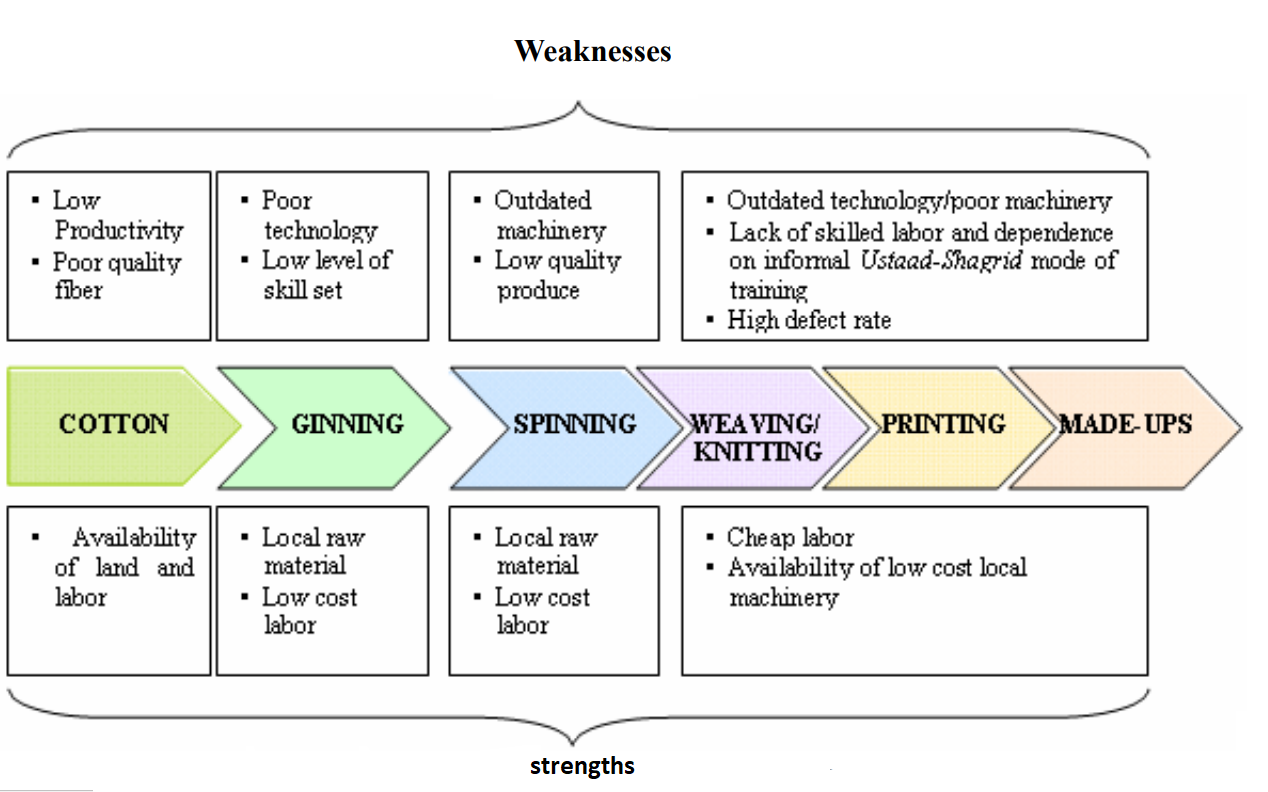 Weaknesses
▪ Low
Productivity
▪ Poor quality
fiber
▪ Poor
technology
▪ Low level of
skill set
▪ Outdated
machinery
▪ Low quality
produce
▪ Outdated technology/poor machinery
▪ Lack of skilled labor and dependence
on informal Ustaad-Shagrid mode of
training
▪ High defect rate
COTTON
GINNING
SPINNING
WEAVING/
KNITTING
PRINTING
MADE-UPS
▪ Availability
of land and
labor
▪ Local raw
material
▪ Low cost
labor
▪ Local raw
material
▪ Low cost
labor
▪ Cheap labor
▪ Availability of low cost local
machinery
strengths